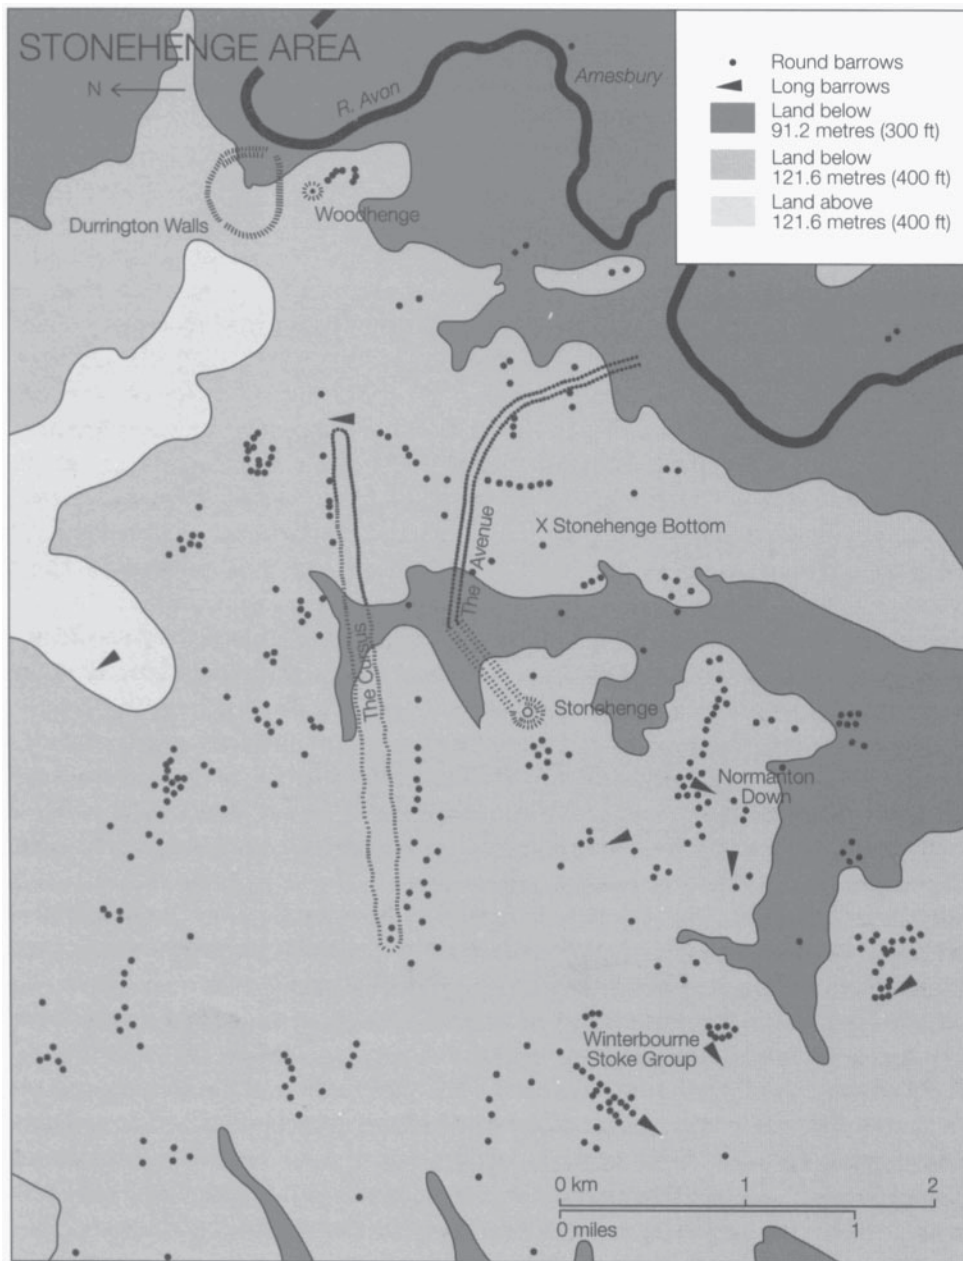 STONEHENGE AREA
N
R. Avon
Amesbury
Round barrows
Long barrows
Land below
91.2 metres (300 ft)
Land below
121.6 metres (400 ft)
Land above
121.6 metres (400 ft)
Durrington Walls
Woodhenge
X Stonehenge Bottom
The Avenue
The Cursus
Stonehenge
Normanton
Down
Winterbourne
Stoke Group
0 km 1 2
0 miles 1